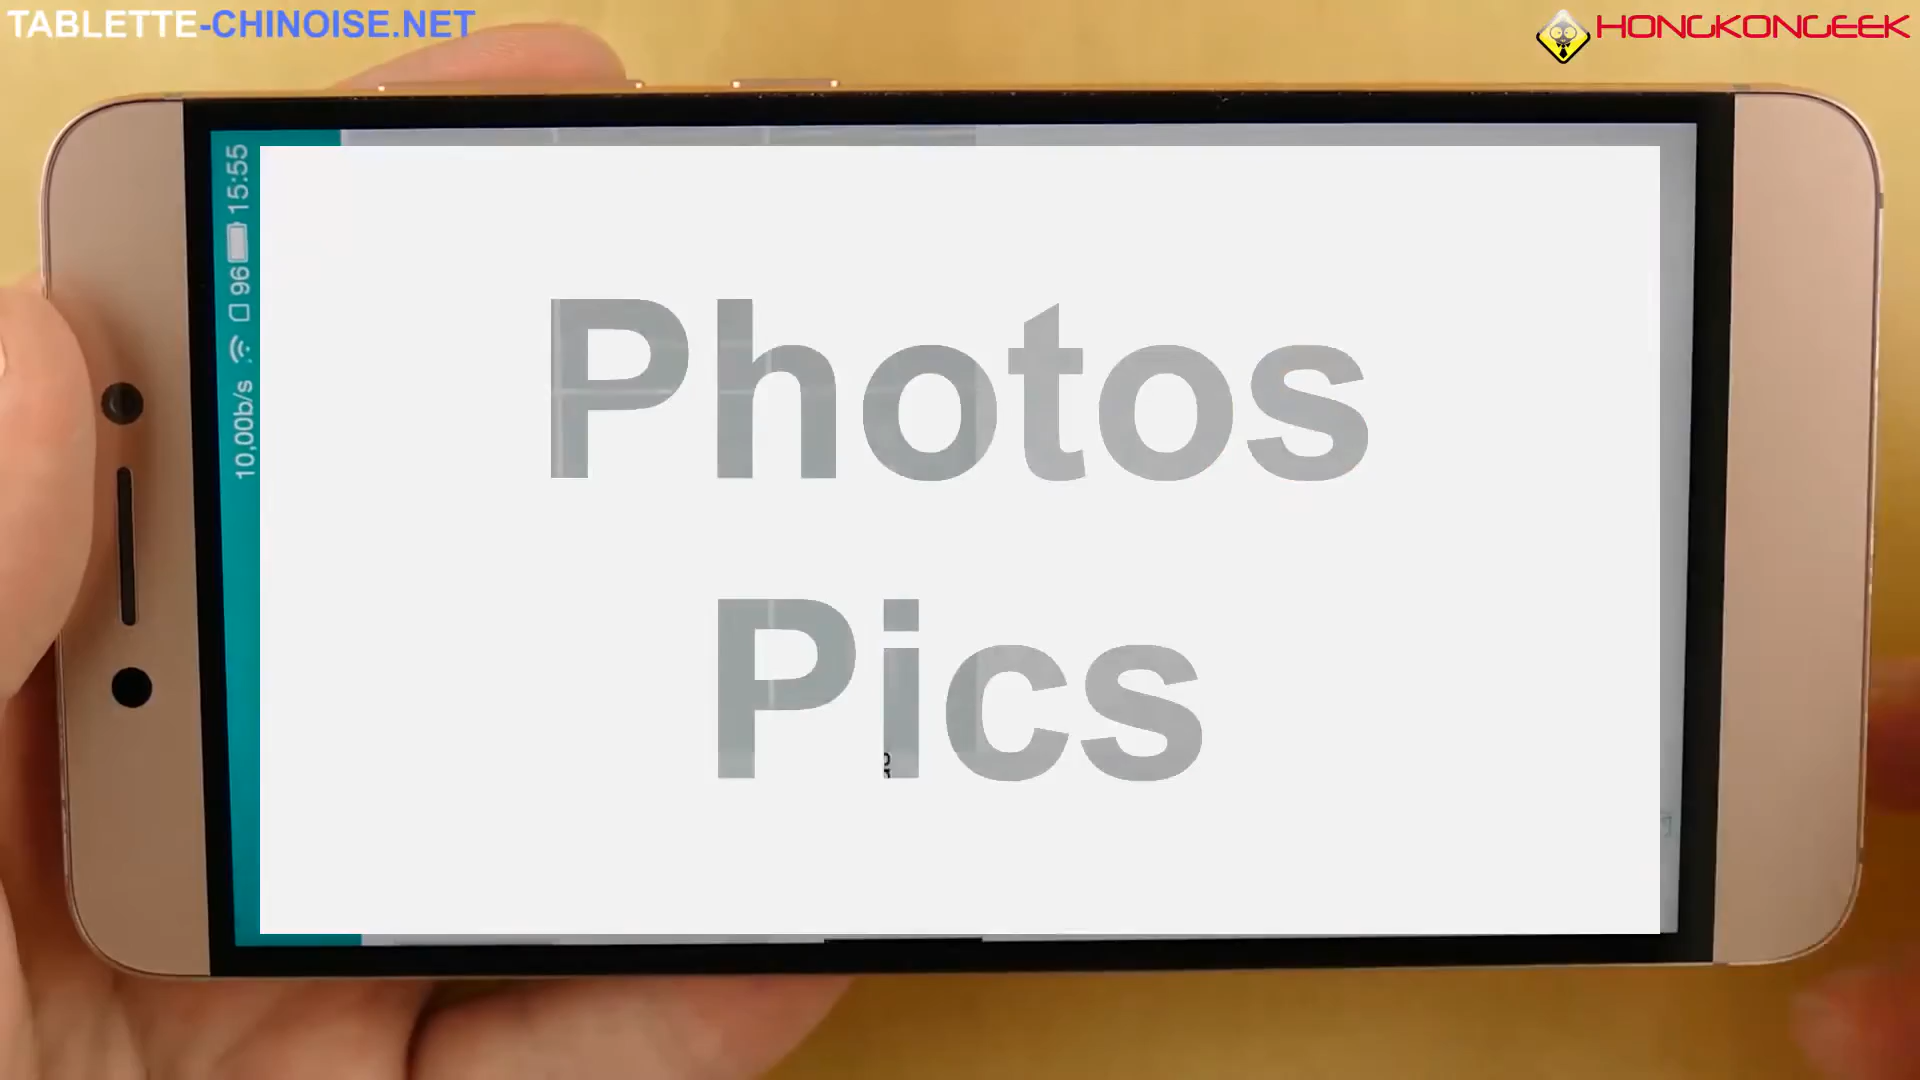 TABLETTE-CHINOISE.NET
HONGKONGEEK
10,00b/s 96 15:55
Photos
Pics